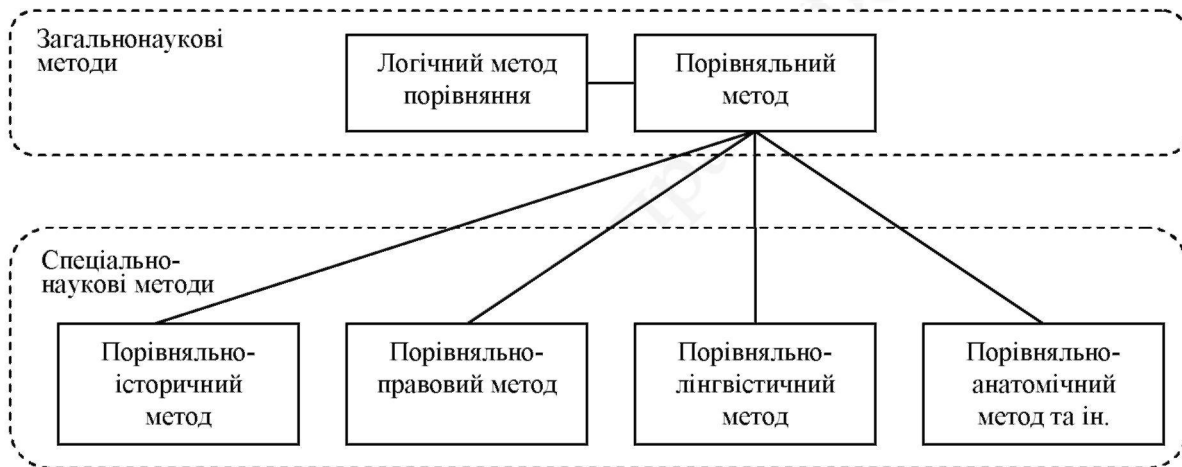 Загальнонаукові
методи
Логічний метод
порівняння
Порівняльний
метод
Спеціально-
наукові методи
Порівняльно-
історичний
метод
Порівняльно-
правовий метод
Порівняльно-
лінгвістичний
метод
Порівняльно-
анатомічний
метод та ін.